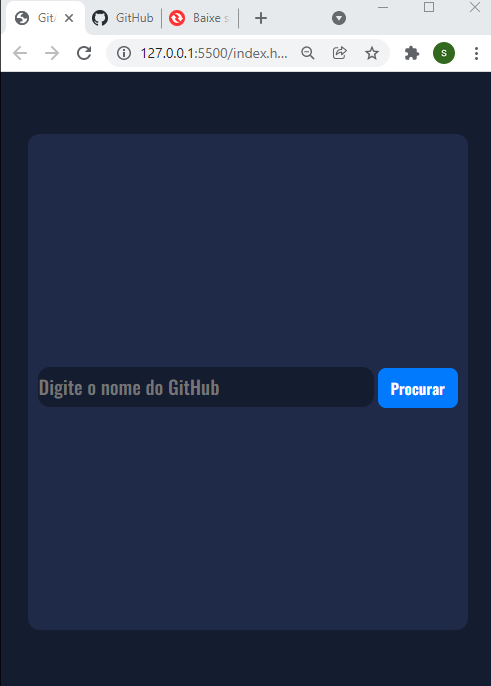 Git
GitHub
Baixe s
127.0.0.1:5500/index.h...
S
Digite o nome do GitHub
Procurar